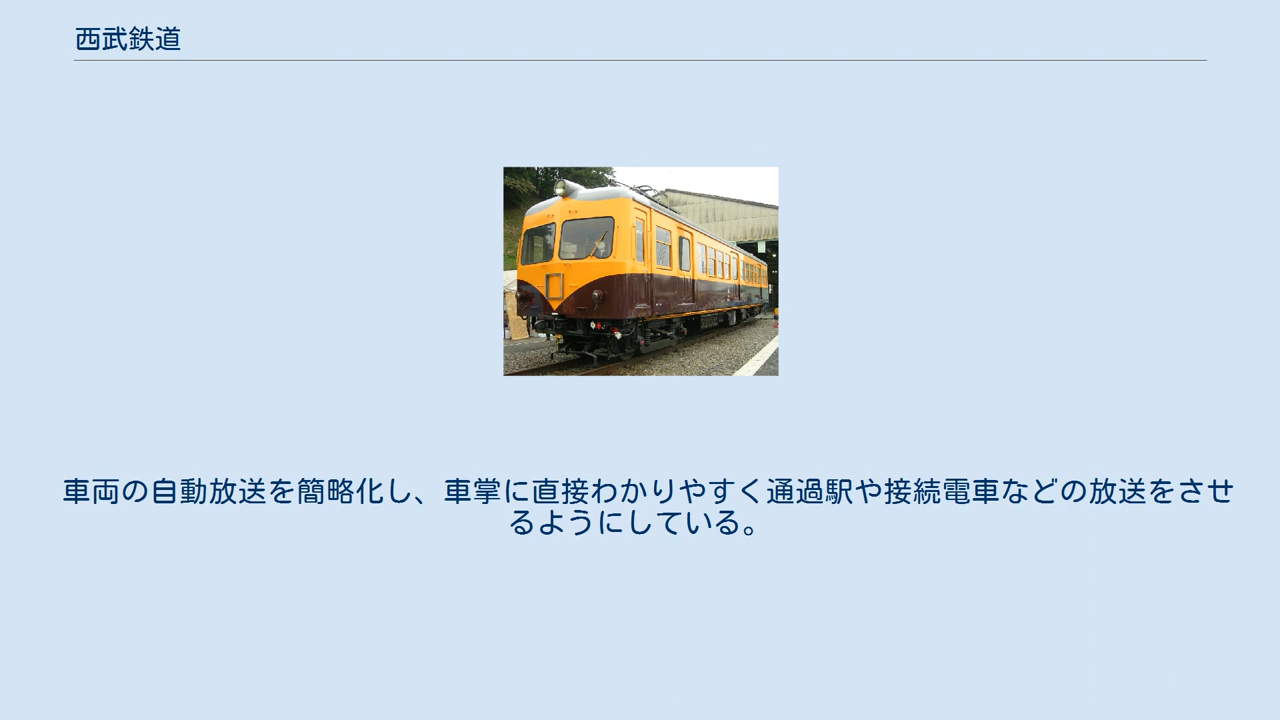 西武鉄道
車両の自動放送を簡略化し、車掌に直接わかりやすく通過駅や接続電車などの放送をさせ
るようにしている。